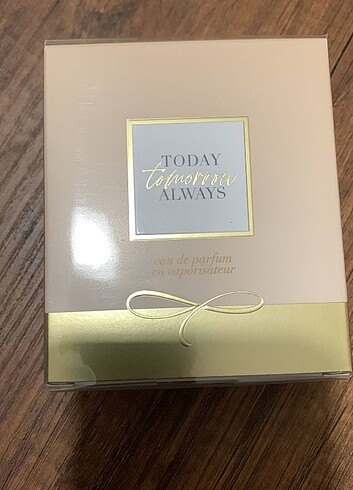 TODAY
tomorrow
ALWAYS
eau de parfum
en vaporisateur